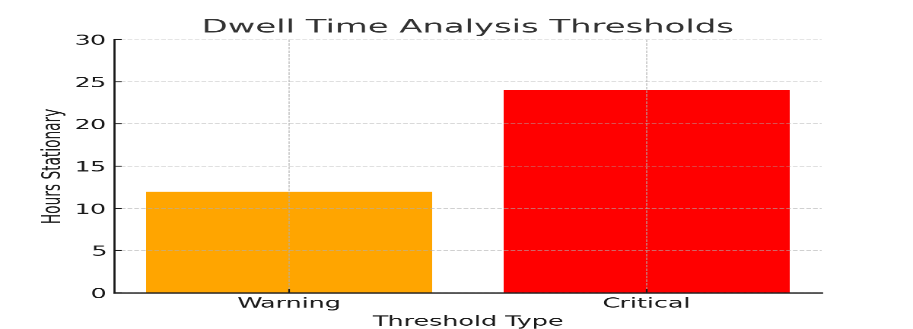 Dwell Time Analysis Thresholds
30
25
20
15
10
5
0
Hours Stationary
Warning Critical
Threshold Type